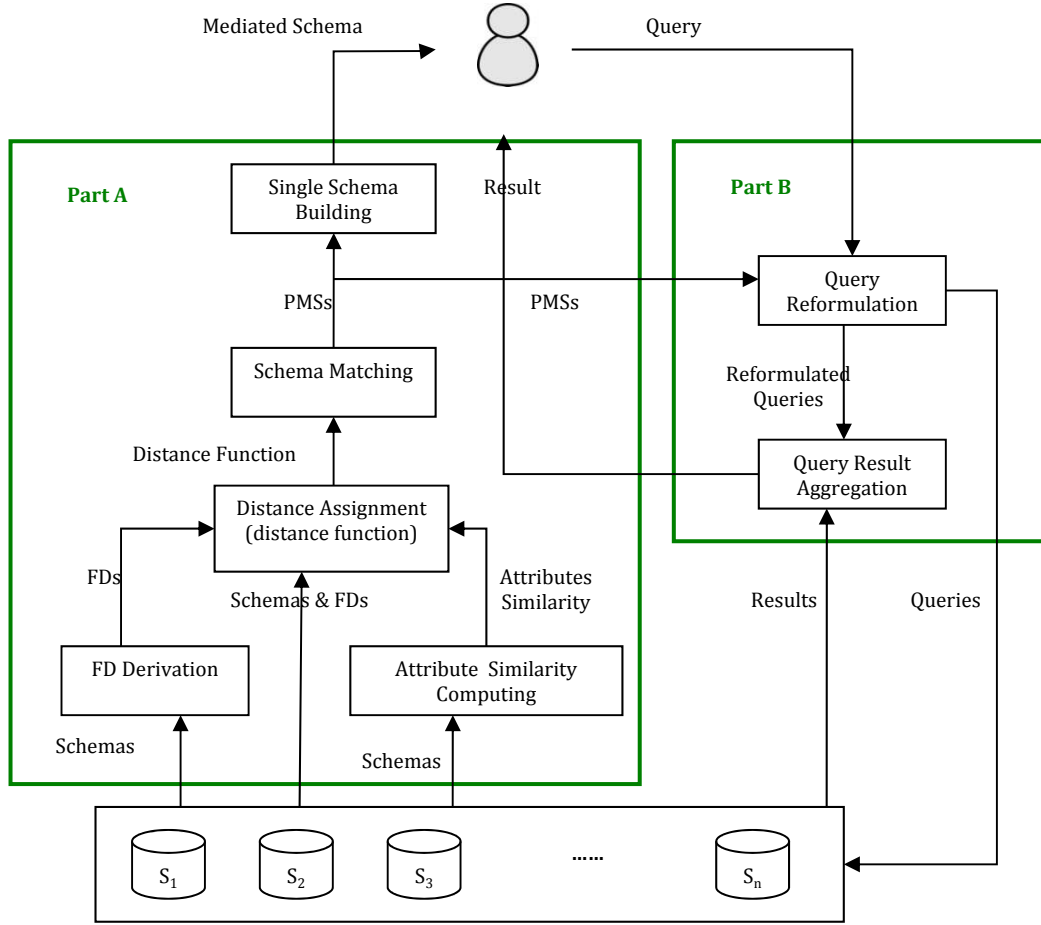 Mediated Schema
Query
Part A
Single Schema
Building
Result
Part B
PMSs
PMSs
Query
Reformulation
Schema Matching
Reformulated
Queries
Distance Function
Query Result
Aggregation
Distance Assignment
(distance function)
FDs
Schemas & FDs
Attributes
Similarity
Results
Queries
FD Derivation
Attribute Similarity
Computing
Schemas
Schemas
S₁
S₂
S₃
......
Sₙ